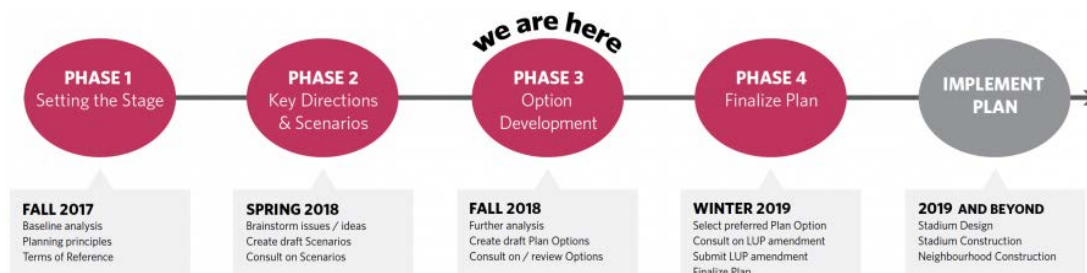 we are here
PHASE 1
Setting the Stage
PHASE 2
Key Directions
& Scenarios
PHASE 3
Option
Development
PHASE 4
Finalize Plan
IMPLEMENT
PLAN
FALL 2017
Baseline analysis
Planning principles
Terms of Reference
SPRING 2018
Brainstorm issues / ideas
Create draft Scenarios
Consult on Scenarios
FALL 2018
Further analysis
Create draft Plan Options
Consult on / review Options
WINTER 2019
Select preferred Plan Option
Consult on LUP amendment
Submit LUP amendment
Finalize Plan
2019 AND BEYOND
Stadium Design
Stadium Construction
Neighbourhood Construction